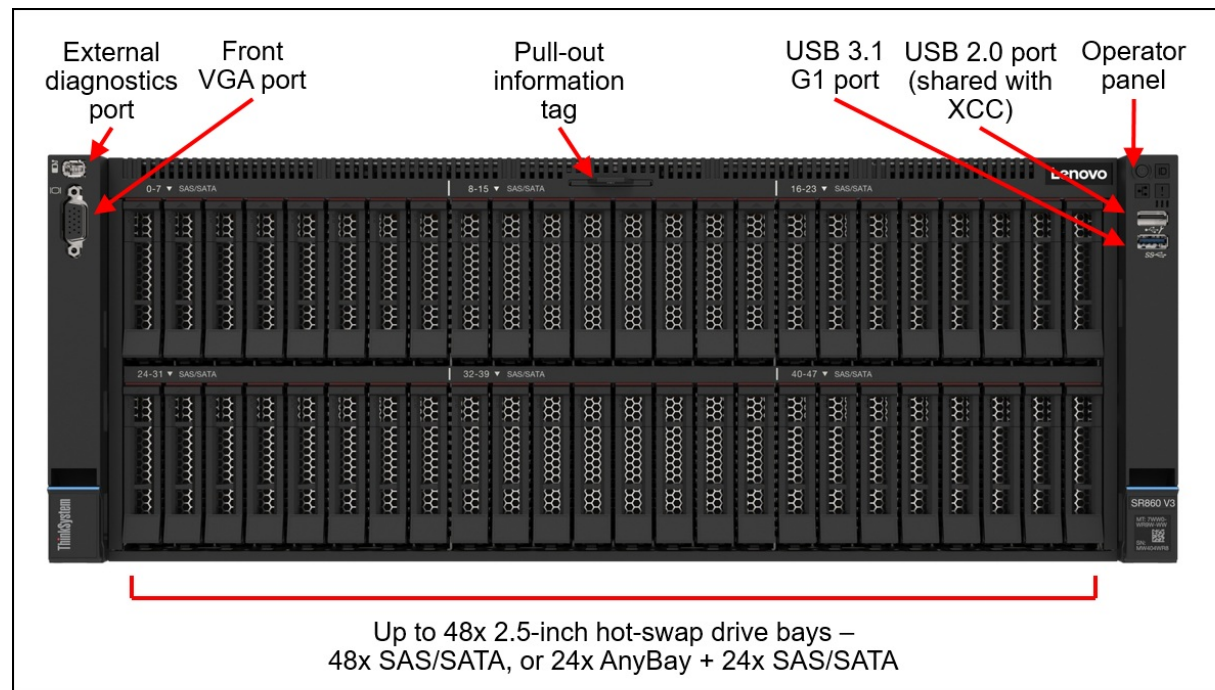 External
diagnostics
port
Front
VGA port
Pull-out
information
tag
USB 3.1
G1 port
USB 2.0 port
(shared with
XCC)
Operator
panel
Lenovo
0-7 ▼ SAS/SATA
8-15 ▼ SAS/SATA
16-23 ▼ SAS/SATA
24-31 ▼ SAS/SATA
32-39 ▼ SAS/SATA
40-47 ▼ SAS/SATA
ThinkSystem
SR860 V3
SN:
Up to 48x 2.5-inch hot-swap drive bays –
48x SAS/SATA, or 24x AnyBay + 24x SAS/SATA